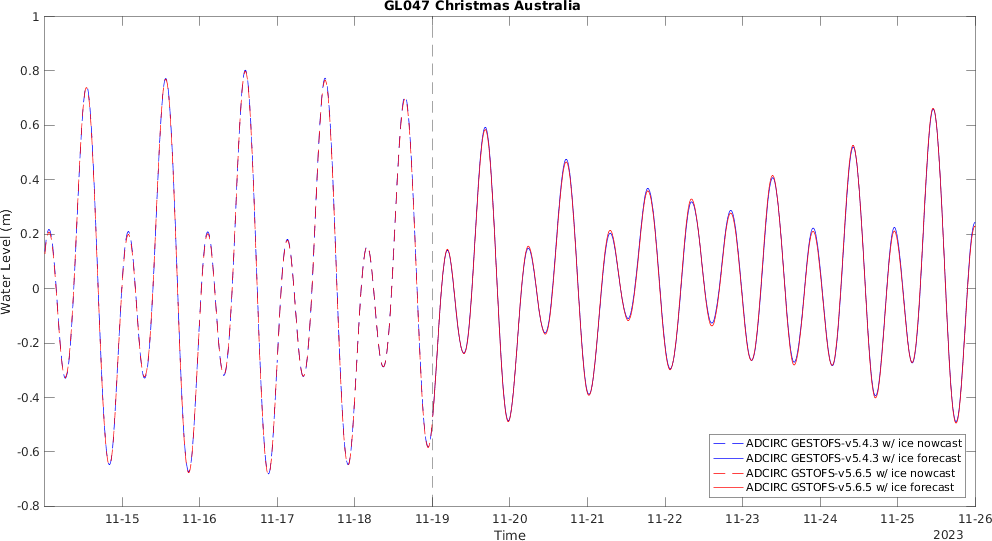 GL047 Christmas Australia
1
0.8
0.6
0.4
0.2
0
-0.2
-0.4
-0.6
-0.8
Water Level (m)
ADCIRC GESTOFS-v5.4.3 w/ ice nowcast
ADCIRC GESTOFS-v5.4.3 w/ ice forecast
ADCIRC GSTOFS-v5.6.5 w/ ice nowcast
ADCIRC GSTOFS-v5.6.5 w/ ice forecast
11-15 11-16 11-17 11-18 11-19 11-20 11-21 11-22 11-23 11-24 11-25 11-26
Time
2023